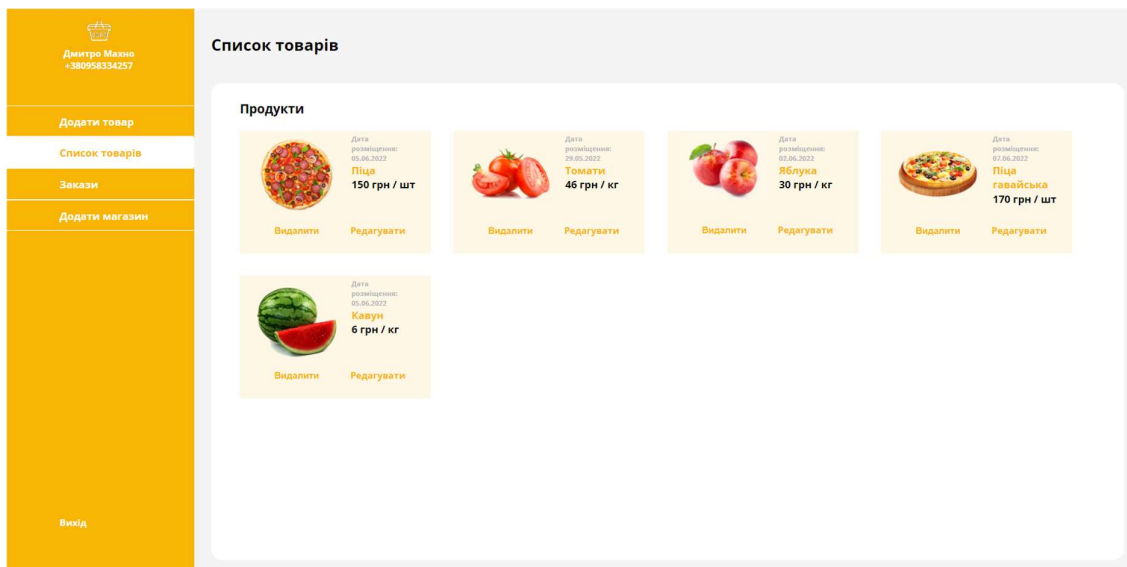 Дмитро Махно
+380958334257
Додати товар
Список товарів
Закази
Додати магазин
Вихід
Список товарів
Продукти
Дата
розміщення:
05.06.2022
Піца
150 грн / шт
Видалити Редагувати
Дата
розміщення:
29.05.2022
Томати
46 грн / кг
Видалити Редагувати
Дата
розміщення:
02.06.2022
Яблука
30 грн / кг
Видалити Редагувати
Дата
розміщення:
07.06.2022
Піца
гавайська
170 грн / шт
Видалити Редагувати
Дата
розміщення:
05.06.2022
Кавун
6 грн / кг
Видалити Редагувати